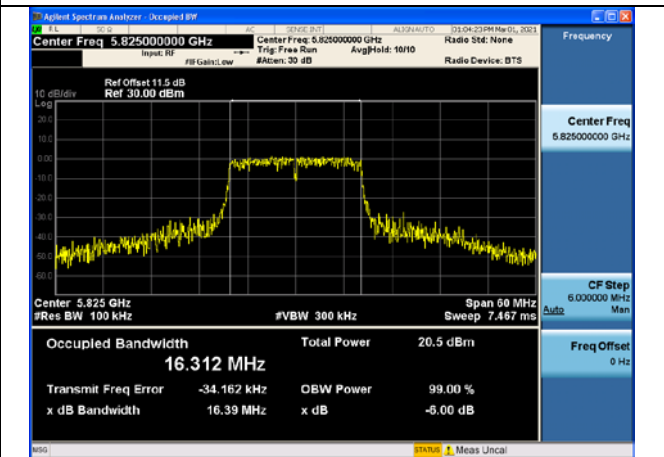 Agilent Spectrum Analyzer - Occupied BW
RL 50 Ω AC SENSE:INT ALIGN AUTO 01:04:23 PM Mar 01, 2021
Center Freq 5.825000000 GHz Center Freq: 5.825000000 GHz Radio Std: None Frequency
Input: RF Trig: Free Run Avg|Hold: 10/10
#IFGain:Low #Atten: 30 dB Radio Device: BTS
Ref Offset 11.5 dB
10 dB/div Ref 30.00 dBm
Log
20.0
10.0
0.00
-10.0
-20.0
-30.0
-40.0
-50.0
-60.0
Center Freq
5.825000000 GHz
Center 5.825 GHz Span 60 MHz
#Res BW 100 kHz #VBW 300 kHz Sweep 7.467 ms
CF Step
6.000000 MHz
Auto Man
Occupied Bandwidth Total Power 20.5 dBm
16.312 MHz
Freq Offset
0 Hz
Transmit Freq Error -34.162 kHz OBW Power 99.00 %
x dB Bandwidth 16.39 MHz x dB -6.00 dB
MSG STATUS Meas Uncal